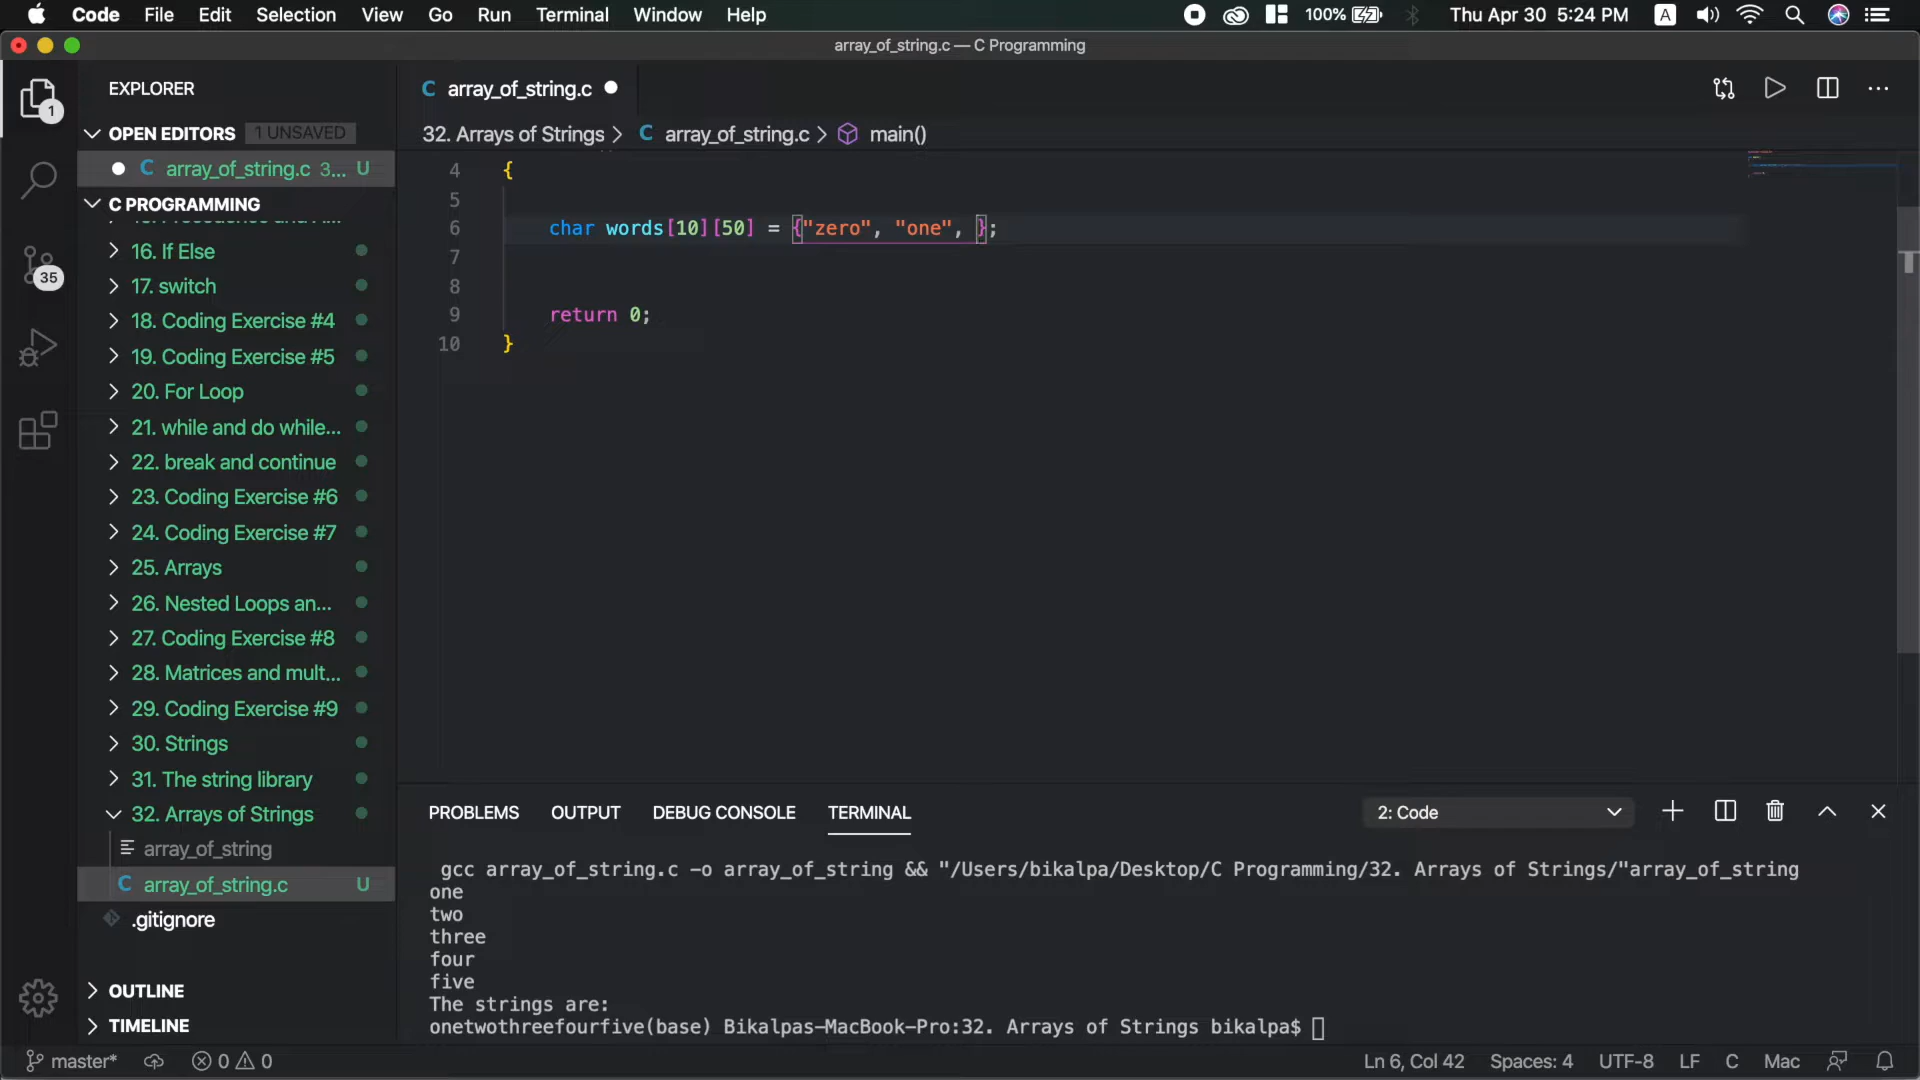 Code File Edit Selection View Go Run Terminal Window Help 100% Thu Apr 30 5:24 PM A
array_of_string.c — C Programming
EXPLORER
C array_of_string.c
1
OPEN EDITORS 1 UNSAVED
32. Arrays of Strings > C array_of_string.c > main()
C array_of_string.c 3... U
4 {
C PROGRAMMING
5
6 char words[10][50] = {"zero", "one", };
7
8
9 return 0;
10 }
35
16. If Else
17. switch
18. Coding Exercise #4
19. Coding Exercise #5
20. For Loop
21. while and do while...
22. break and continue
23. Coding Exercise #6
24. Coding Exercise #7
25. Arrays
26. Nested Loops an...
27. Coding Exercise #8
28. Matrices and mult...
29. Coding Exercise #9
30. Strings
31. The string library
32. Arrays of Strings
array_of_string
C array_of_string.c U
.gitignore
OUTLINE
TIMELINE
PROBLEMS OUTPUT DEBUG CONSOLE TERMINAL 2: Code
gcc array_of_string.c -o array_of_string && "/Users/bikalpa/Desktop/C Programming/32. Arrays of Strings/"array_of_string
one
two
three
four
five
The strings are:
onetwothreefourfive(base) Bikalpas-MacBook-Pro:32. Arrays of Strings bikalpa$
master* 0 0 Ln 6, Col 42 Spaces: 4 UTF-8 LF C Mac